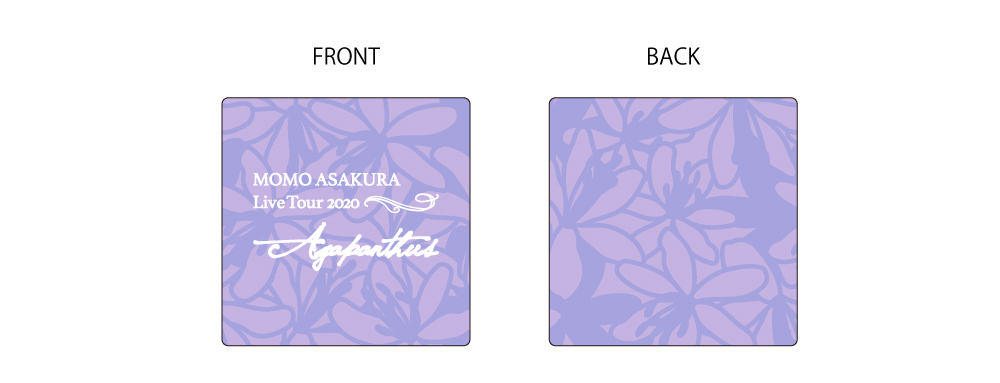 FRONT
BACK
MOMO ASAKURA
Live Tour 2020
Agapanthus